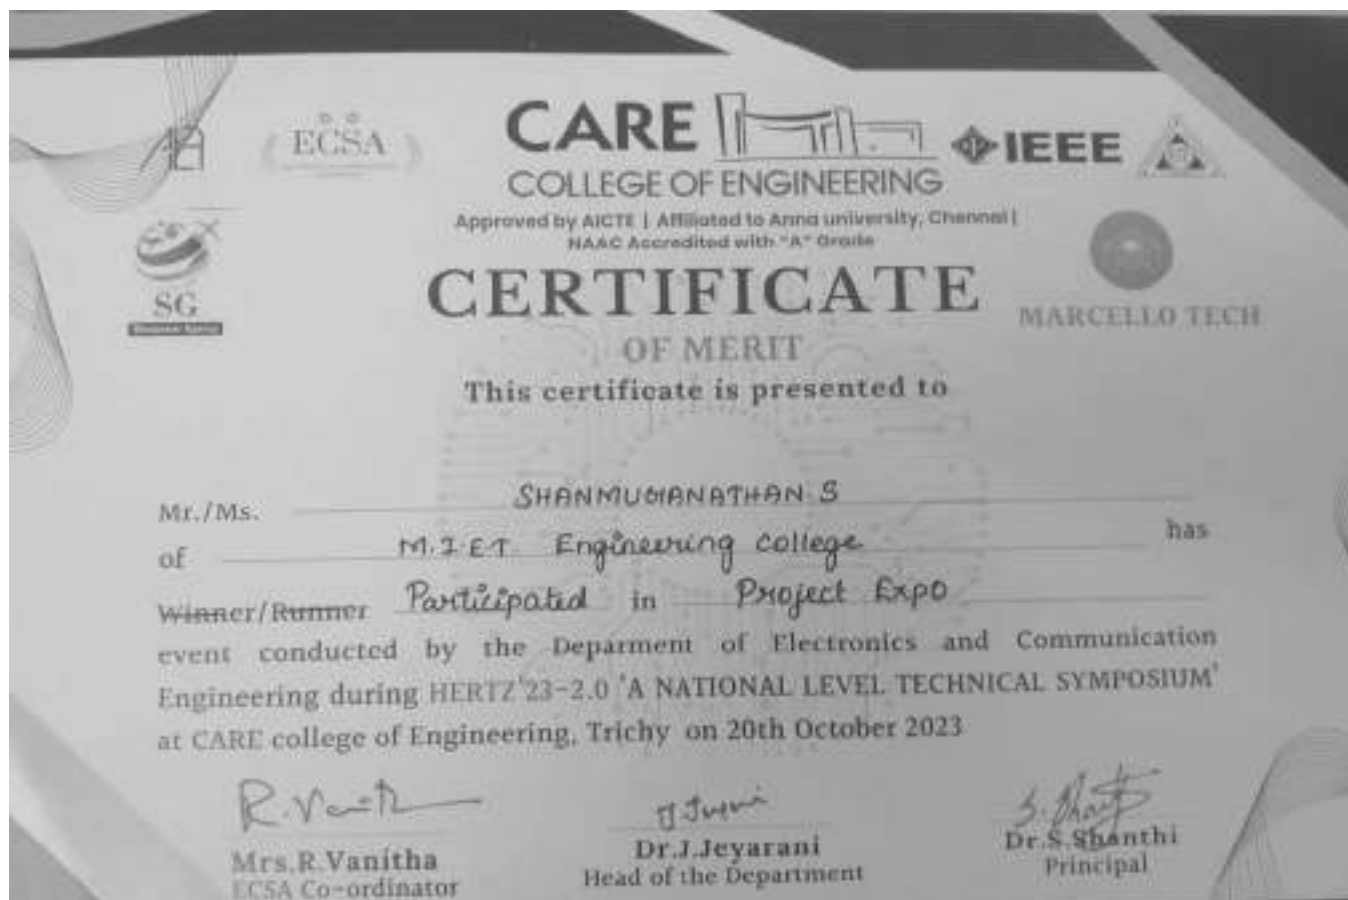 ECSA
CARE
COLLEGE OF ENGINEERING
IEEE
Approved by AICTE | Affiliated to Anna university, Chennai |
NAAC Accredited with "A" Grade
SG
MARCELLO TECH
CERTIFICATE
OF MERIT
This certificate is presented to
Mr./Ms. SHANMUGANATHAN S
of M.I.E.T. Engineering college has
Winner/Runner Participated in Project Expo
event conducted by the Deparment of Electronics and Communication
Engineering during HERTZ'23-2.0 'A NATIONAL LEVEL TECHNICAL SYMPOSIUM'
at CARE college of Engineering, Trichy on 20th October 2023
R. Vanith
Mrs.R.Vanitha
ECSA Co-ordinator
Dr.J.Jeyarani
Head of the Department
Dr.S.Shanthi
Principal